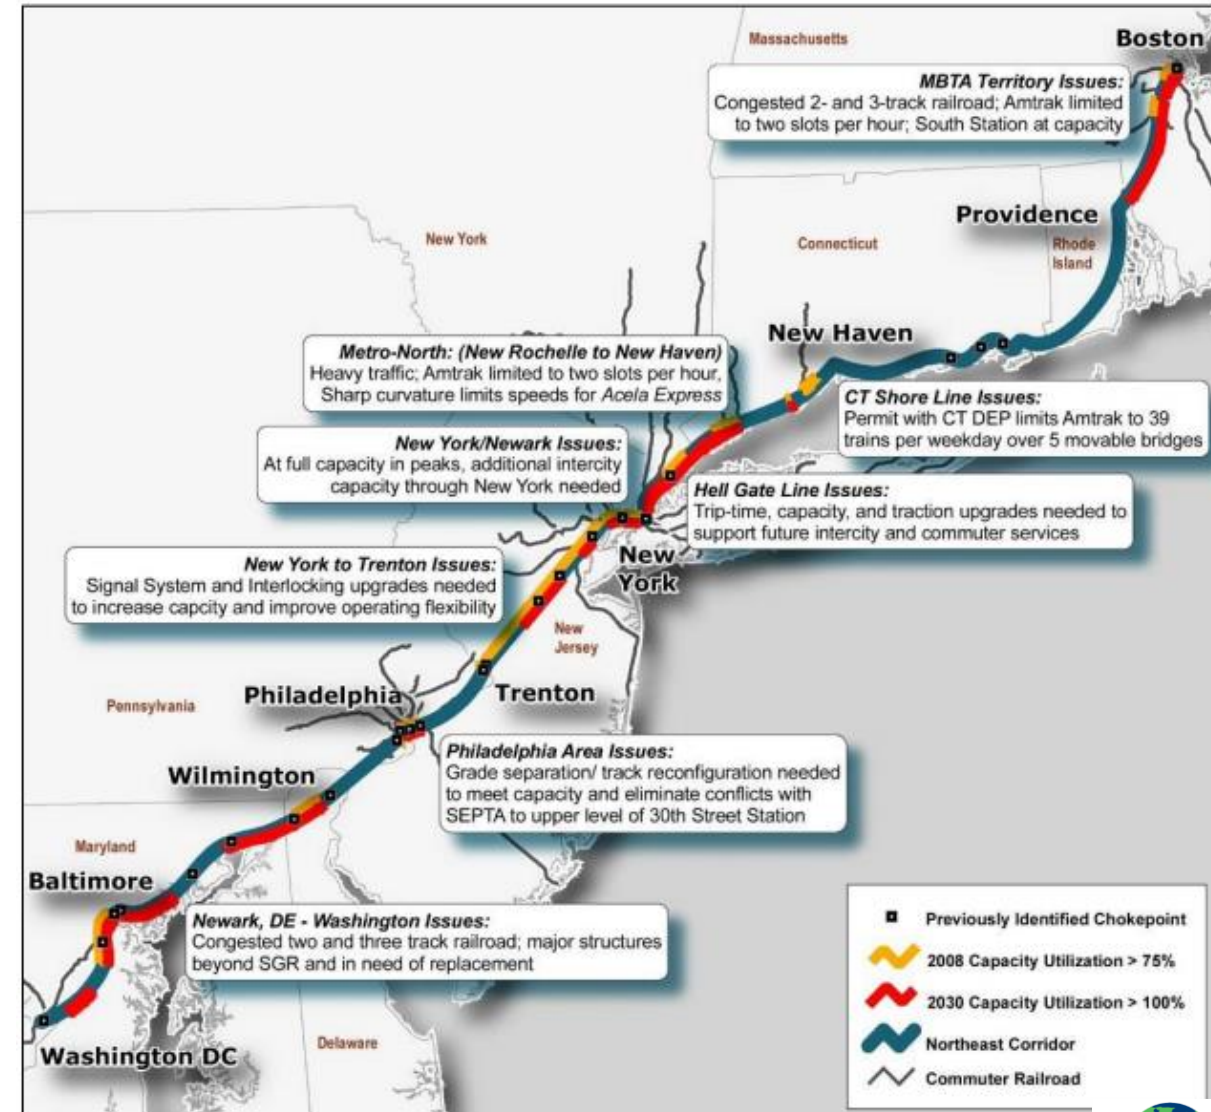 Massachusetts
Boston
MBTA Territory Issues:
Congested 2- and 3-track railroad; Amtrak limited
to two slots per hour; South Station at capacity
Providence
New York
Connecticut
Rhode
Island
New Haven
Metro-North: (New Rochelle to New Haven)
Heavy traffic; Amtrak limited to two slots per hour,
Sharp curvature limits speeds for Acela Express
CT Shore Line Issues:
Permit with CT DEP limits Amtrak to 39
trains per weekday over 5 movable bridges
New York/Newark Issues:
At full capacity in peaks, additional intercity
capacity through New York needed
Hell Gate Line Issues:
Trip-time, capacity, and traction upgrades needed to
support future intercity and commuter services
New
York
New York to Trenton Issues:
Signal System and Interlocking upgrades needed
to increase capcity and improve operating flexibility
New
Jersey
Philadelphia
Trenton
Pennsylvania
Philadelphia Area Issues:
Grade separation/ track reconfiguration needed
to meet capacity and eliminate conflicts with
SEPTA to upper level of 30th Street Station
Wilmington
Maryland
Baltimore
Newark, DE - Washington Issues:
Congested two and three track railroad; major structures
beyond SGR and in need of replacement
Washington DC
Delaware
Previously Identified Chokepoint
2008 Capacity Utilization > 75%
2030 Capacity Utilization > 100%
Northeast Corridor
Commuter Railroad